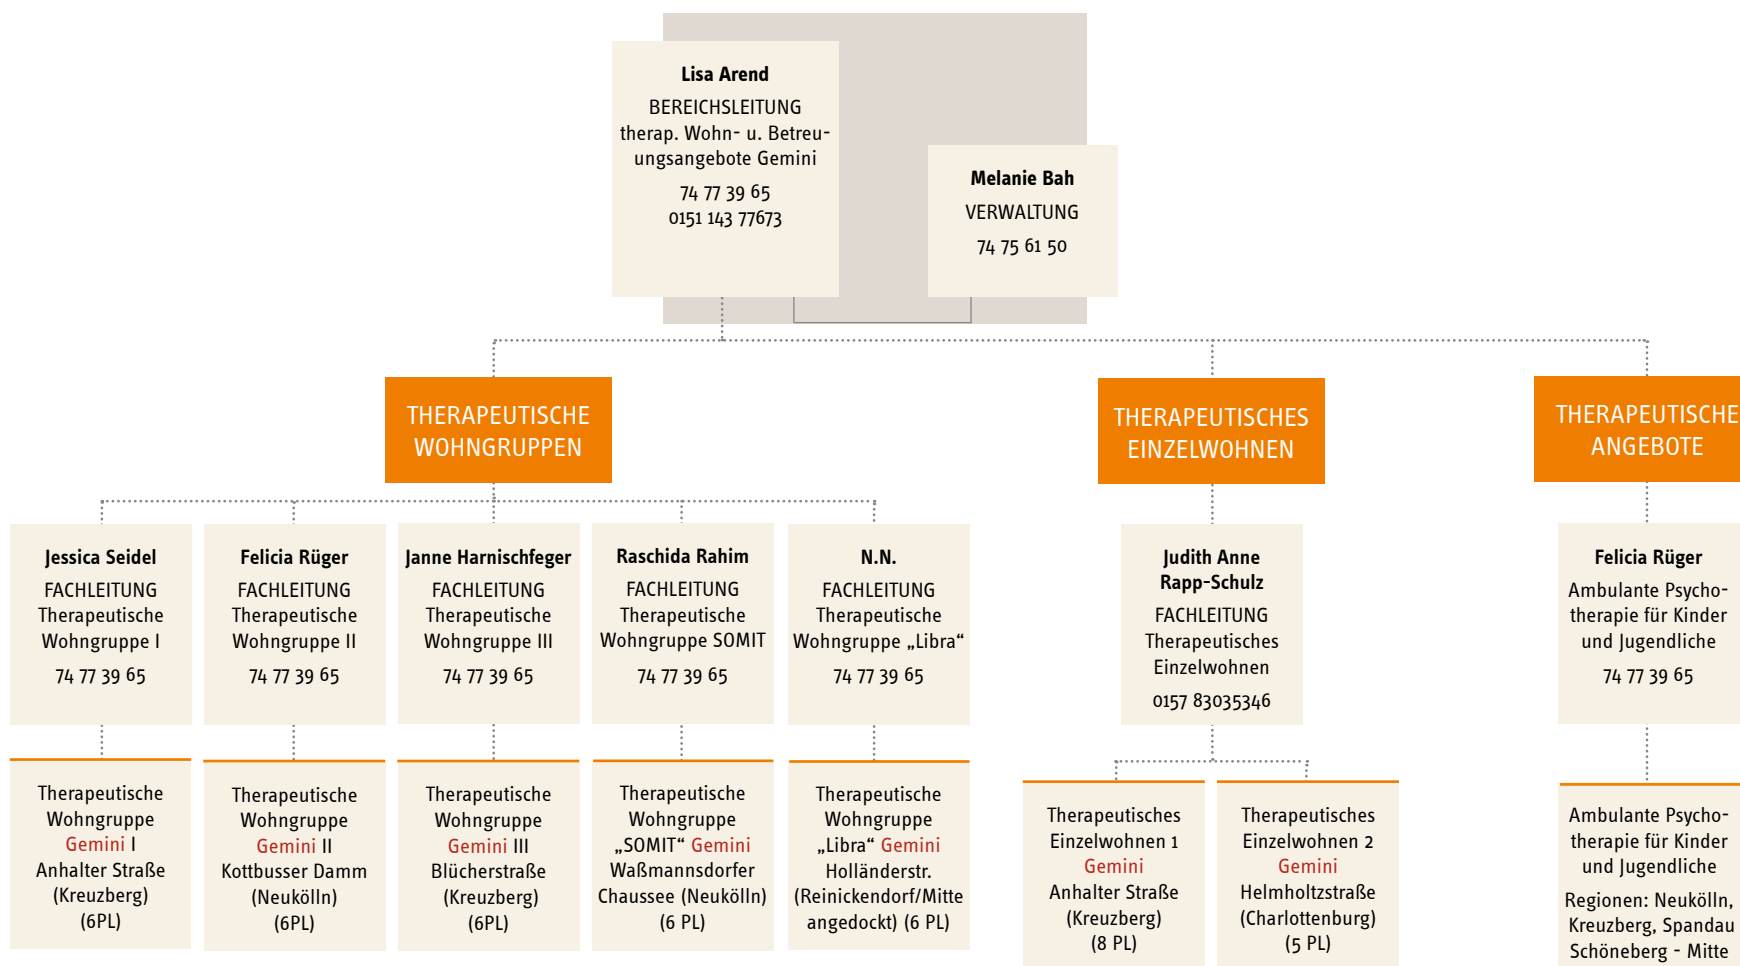 Lisa Arend
BEREICHSLEITUNG
therap. Wohn- u. Betreu-
ungsangebote Gemini
74 77 39 65
0151 143 77673
Melanie Bah
VERWALTUNG
74 75 61 50
THERAPEUTISCHE
WOHNGRUPPEN
THERAPEUTISCHES
EINZELWOHNEN
THERAPEUTISCHE
ANGEBOTE
Jessica Seidel
FACHLEITUNG
Therapeutische
Wohngruppe I
74 77 39 65
Felicia Rüger
FACHLEITUNG
Therapeutische
Wohngruppe II
74 77 39 65
Janne Harnischfeger
FACHLEITUNG
Therapeutische
Wohngruppe III
74 77 39 65
Raschida Rahim
FACHLEITUNG
Therapeutische
Wohngruppe SOMIT
74 77 39 65
N.N.
FACHLEITUNG
Therapeutische
Wohngruppe „Libra“
74 77 39 65
Judith Anne
Rapp-Schulz
FACHLEITUNG
Therapeutisches
Einzelwohnen
0157 83035346
Felicia Rüger
Ambulante Psycho-
therapie für Kinder
und Jugendliche
74 77 39 65
Therapeutische
Wohngruppe
Gemini I
Anhalter Straße
(Kreuzberg)
(6PL)
Therapeutische
Wohngruppe
Gemini II
Kottbusser Damm
(Neukölln)
(6PL)
Therapeutische
Wohngruppe
Gemini III
Blücherstraße
(Kreuzberg)
(6PL)
Therapeutische
Wohngruppe
„SOMIT“ Gemini
Waßmannsdorfer
Chaussee (Neukölln)
(6 PL)
Therapeutische
Wohngruppe
„Libra“ Gemini
Holländerstr.
(Reinickendorf/Mitte
angedockt) (6 PL)
Therapeutisches
Einzelwohnen 1
Gemini
Anhalter Straße
(Kreuzberg)
(8 PL)
Therapeutisches
Einzelwohnen 2
Gemini
Helmholtzstraße
(Charlottenburg)
(5 PL)
Ambulante Psycho-
therapie für Kinder
und Jugendliche
Regionen: Neukölln,
Kreuzberg, Spandau
Schöneberg - Mitte